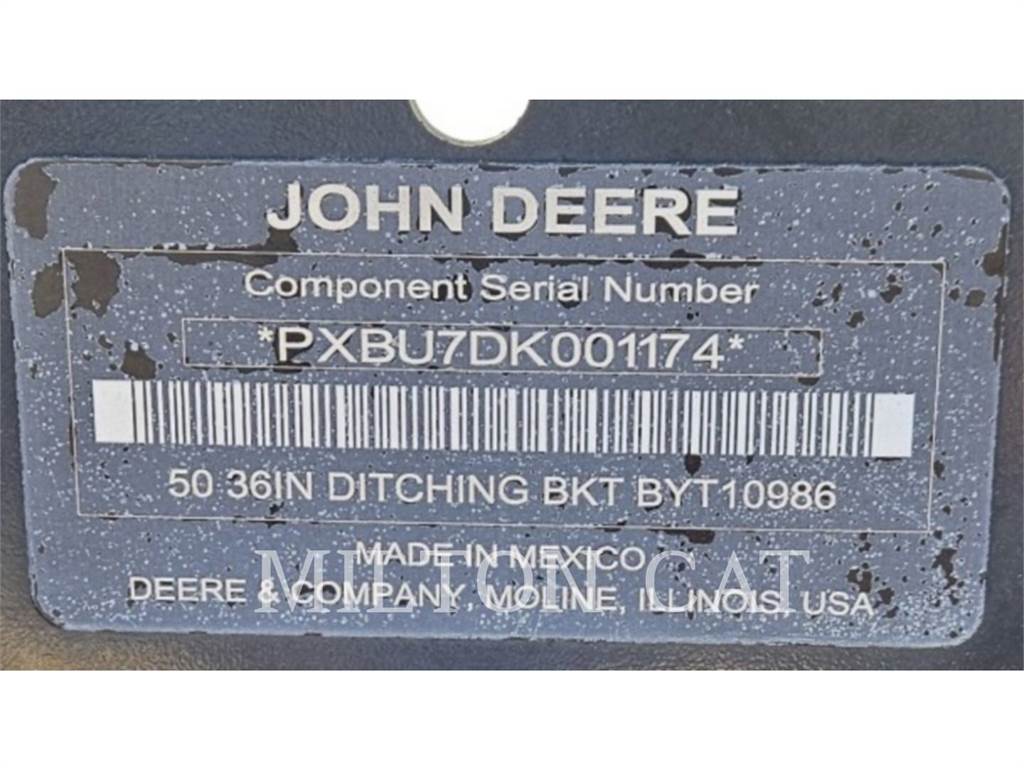 JOHN DEERE
Component Serial Number
*PXBU7DK001174*
50 36IN DITCHING BKT BYT10986
MADE IN MEXICO
DEERE & COMPANY, MOLINE, ILLINOIS, USA
MILTON CAT